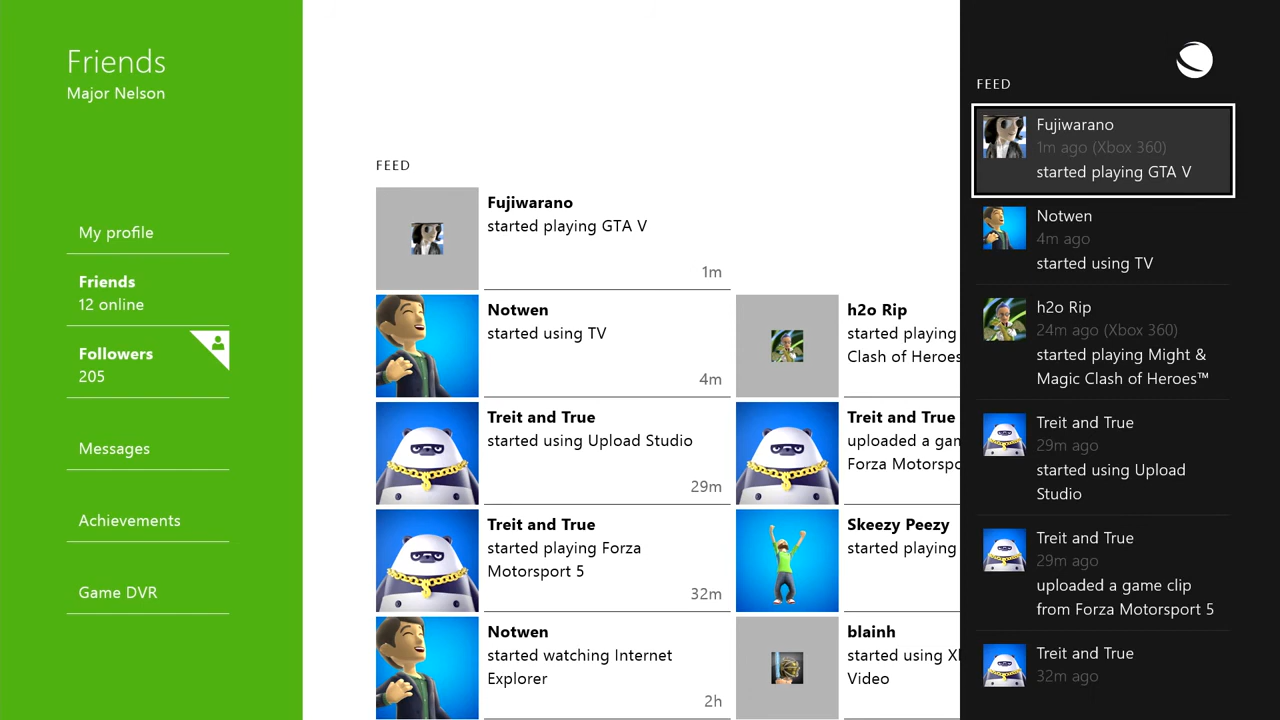 Friends
Major Nelson
My profile
Friends
12 online
Followers
205
Messages
Achievements
Game DVR
FEED
Fujiwarano
started playing GTA V
1m
Notwen
started using TV
4m
h2o Rip
started playing
Clash of Heroes
Treit and True
started using Upload Studio
29m
Treit and True
uploaded a gam
Forza Motorspo
Treit and True
started playing Forza
Motorsport 5
32m
Skeezy Peezy
started playing
Notwen
started watching Internet
Explorer
2h
blainh
started using Xb
Video
FEED
Fujiwarano
1m ago (Xbox 360)
started playing GTA V
Notwen
4m ago
started using TV
h2o Rip
24m ago (Xbox 360)
started playing Might &
Magic Clash of Heroes™
Treit and True
29m ago
started using Upload
Studio
Treit and True
29m ago
uploaded a game clip
from Forza Motorsport 5
Treit and True
32m ago